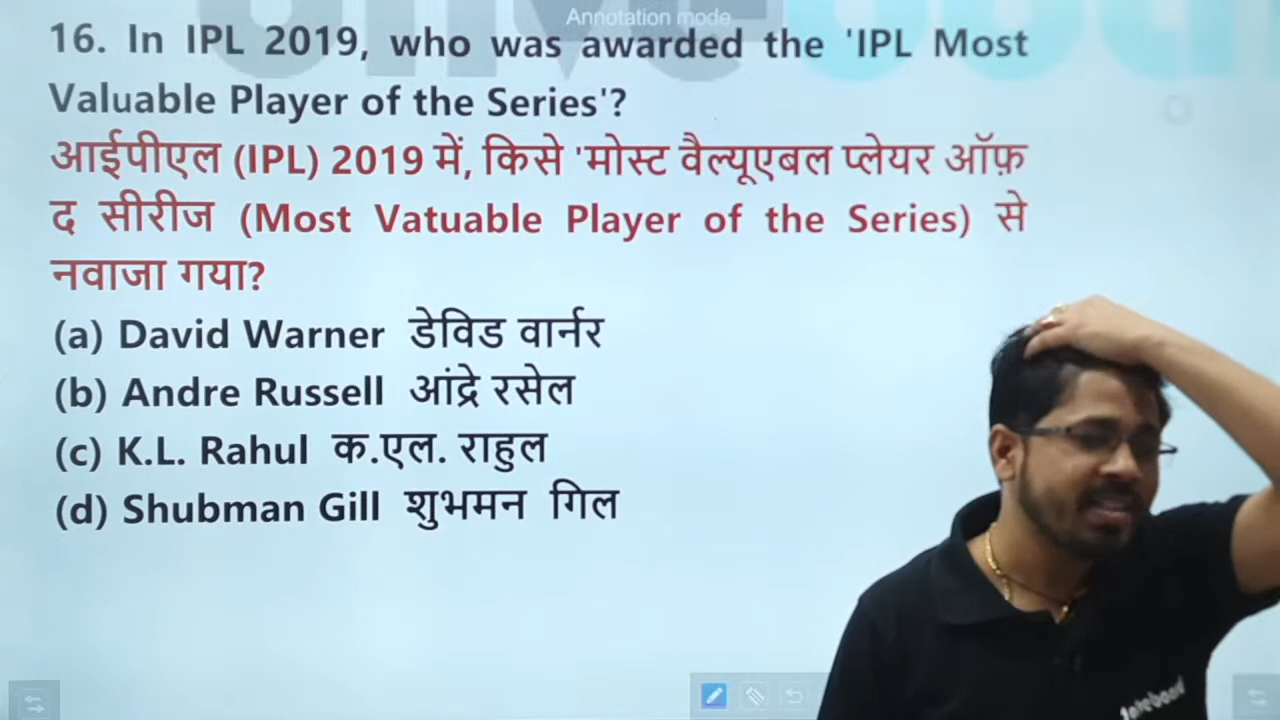 Annotation mode
16. In IPL 2019, who was awarded the 'IPL Most
Valuable Player of the Series'?
आईपीएल (IPL) 2019 में, किसे 'मोस्ट वैल्यूएबल प्लेयर ऑफ़
द सीरीज (Most Vatuable Player of the Series) से
नवाजा गया?
(a) David Warner डेविड वार्नर
(b) Andre Russell आंद्रे रसेल
(c) K.L. Rahul क.एल. राहुल
(d) Shubman Gill शुभमन गिल